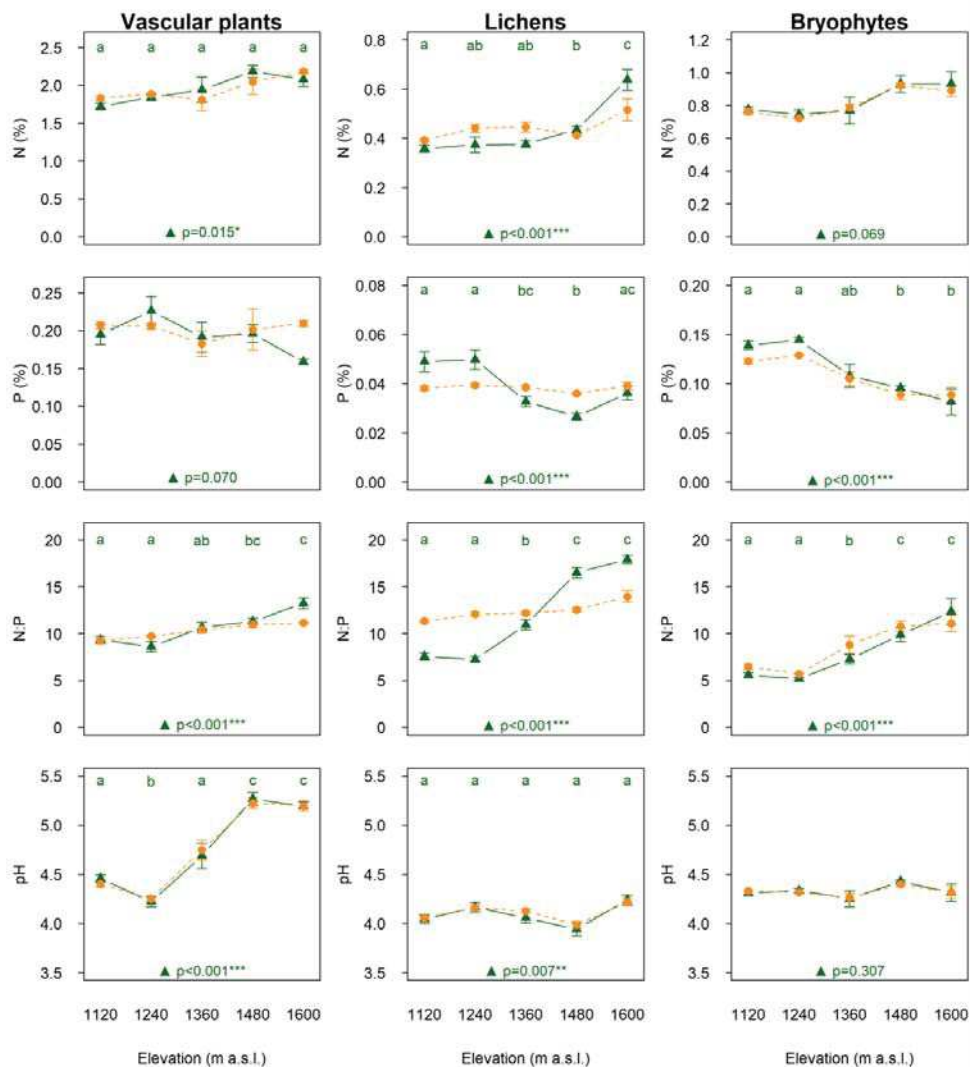 Vascular plants Lichens Bryophytes
a a a a a
2.5
2.0
1.5
1.0
0.5
0.0
N (%)
▲ p=0.015*
a ab ab b c
0.8
0.6
0.4
0.2
0.0
N (%)
▲ p<0.001***
1.2
1.0
0.8
0.6
0.4
0.2
0.0
N (%)
▲ p=0.069
0.25
0.20
0.15
0.10
0.05
0.00
P (%)
▲ p=0.070
a a bc b ac
0.08
0.06
0.04
0.02
0.00
P (%)
▲ p<0.001***
a a ab b b
0.15
0.10
0.05
0.00
P (%)
▲ p<0.001***
a a ab bc c
20
15
10
5
0
N:P
▲ p<0.001***
a a b c c
20
15
10
5
0
N:P
▲ p<0.001***
a a b c c
20
15
10
5
0
N:P
▲ p<0.001***
a b a c c
5.5
5.0
4.5
4.0
3.5
pH
▲ p<0.001***
1120 1240 1360 1480 1600
Elevation (m a.s.l.)
a a a a a
5.5
5.0
4.5
4.0
3.5
pH
▲ p=0.007**
1120 1240 1360 1480 1600
Elevation (m a.s.l.)
5.5
5.0
4.5
4.0
3.5
pH
▲ p=0.307
1120 1240 1360 1480 1600
Elevation (m a.s.l.)